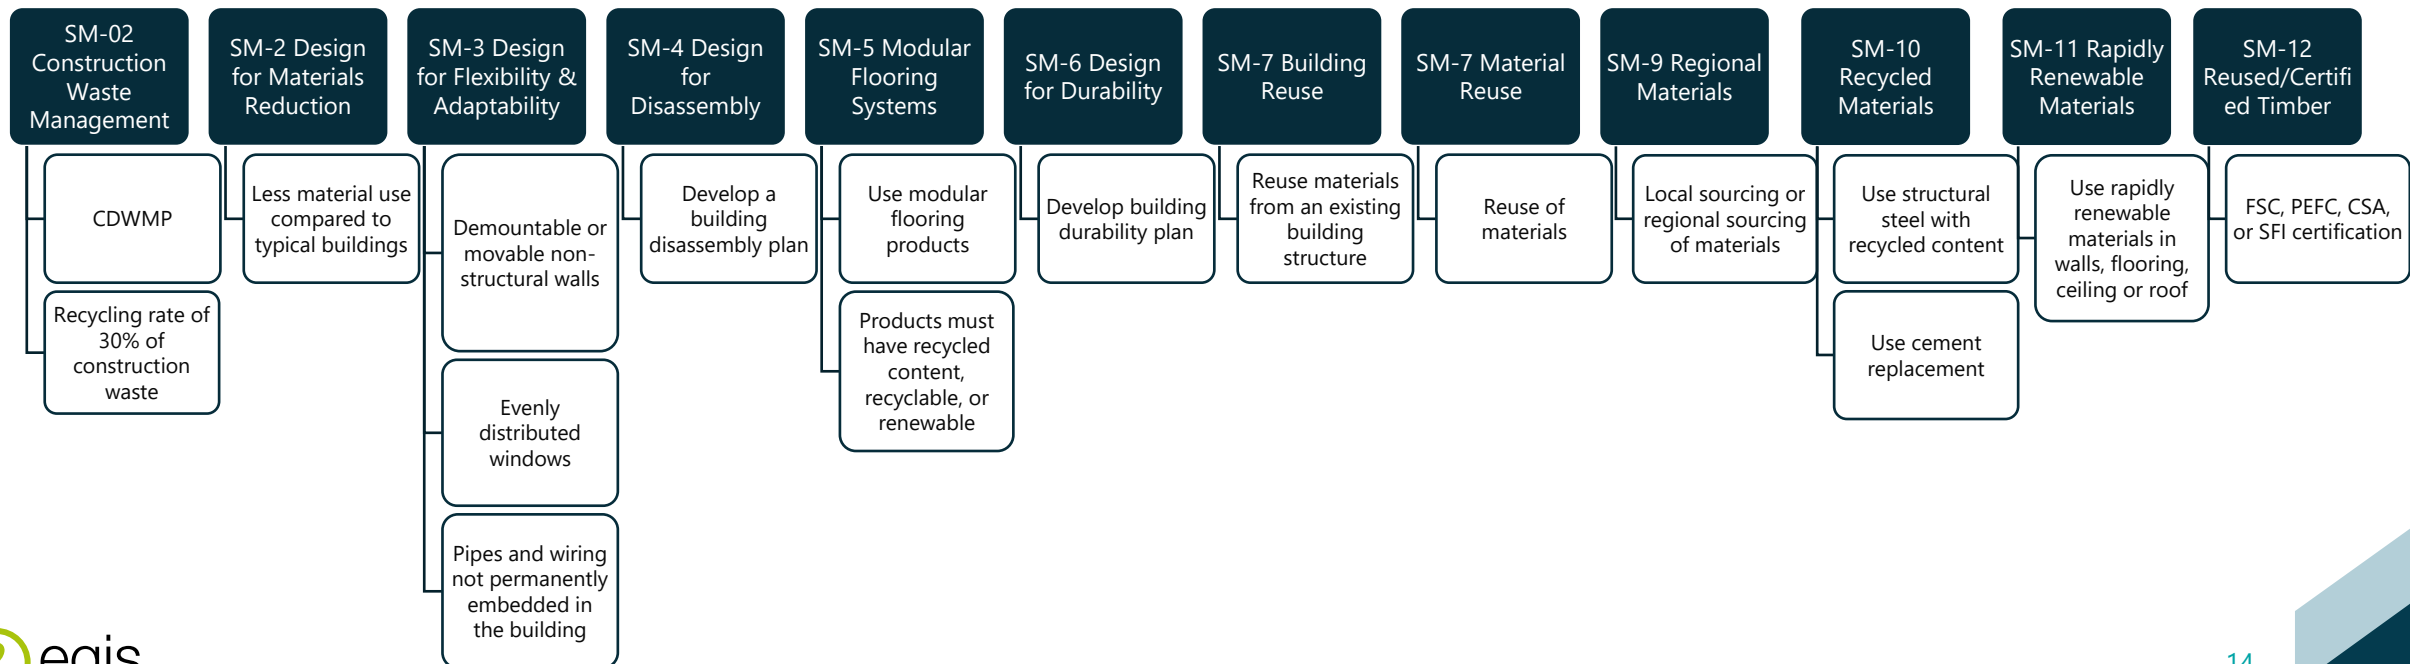 SM-02
Construction
Waste
Management
CDWMP
Recycling rate of
30% of
construction
waste
SM-2 Design
for Materials
Reduction
Less material use
compared to
typical buildings
SM-3 Design
for Flexibility &
Adaptability
Demountable or
movable non-
structural walls
Evenly
distributed
windows
Pipes and wiring
not permanently
embedded in
the building
SM-4 Design
for
Disassembly
Develop a
building
disassembly plan
SM-5 Modular
Flooring
Systems
Use modular
flooring
products
Products must
have recycled
content,
recyclable, or
renewable
SM-6 Design
for Durability
Develop building
durability plan
SM-7 Building
Reuse
Reuse materials
from an existing
building
structure
SM-7 Material
Reuse
Reuse of
materials
SM-9 Regional
Materials
Local sourcing or
regional sourcing
of materials
SM-10
Recycled
Materials
Use structural
steel with
recycled content
Use cement
replacement
SM-11 Rapidly
Renewable
Materials
Use rapidly
renewable
materials in
walls, flooring,
ceiling or roof
SM-12
Reused/Certifi
ed Timber
FSC, PEFC, CSA,
or SFI certification
egis
14